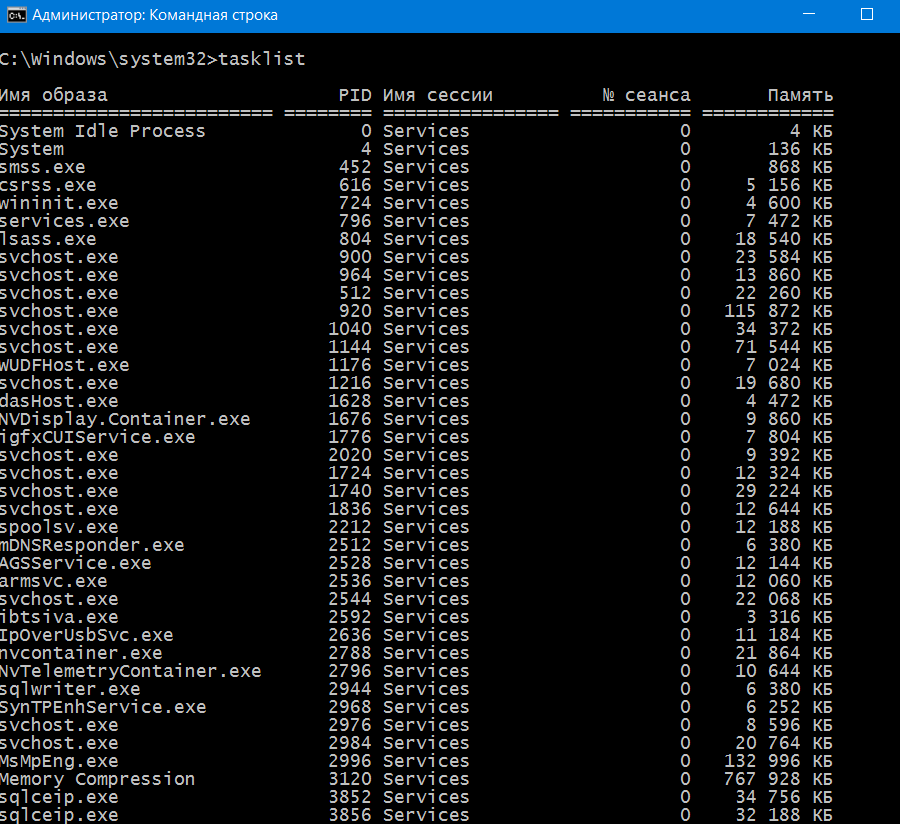 Администратор: Командная строка
C:\Windows\system32>tasklist
Имя образа PID Имя сессии № сеанса Память
========================= ======== ================ =========== ============
System Idle Process 0 Services 0 4 КБ
System 4 Services 0 136 КБ
smss.exe 452 Services 0 868 КБ
csrss.exe 616 Services 0 5 156 КБ
wininit.exe 724 Services 0 4 600 КБ
services.exe 796 Services 0 7 472 КБ
lsass.exe 804 Services 0 18 540 КБ
svchost.exe 900 Services 0 23 584 КБ
svchost.exe 964 Services 0 13 860 КБ
svchost.exe 512 Services 0 22 260 КБ
svchost.exe 920 Services 0 115 872 КБ
svchost.exe 1040 Services 0 34 372 КБ
svchost.exe 1144 Services 0 71 544 КБ
WUDFHost.exe 1176 Services 0 7 024 КБ
svchost.exe 1216 Services 0 19 680 КБ
dasHost.exe 1628 Services 0 4 472 КБ
NVDisplay.Container.exe 1676 Services 0 9 860 КБ
igfxCUIService.exe 1776 Services 0 7 804 КБ
svchost.exe 2020 Services 0 9 392 КБ
svchost.exe 1724 Services 0 12 324 КБ
svchost.exe 1740 Services 0 29 224 КБ
svchost.exe 1836 Services 0 12 644 КБ
spoolsv.exe 2212 Services 0 12 188 КБ
mDNSResponder.exe 2512 Services 0 6 380 КБ
AGSService.exe 2528 Services 0 12 144 КБ
armsvc.exe 2536 Services 0 12 060 КБ
svchost.exe 2544 Services 0 22 068 КБ
ibtsiva.exe 2592 Services 0 3 316 КБ
IpOverUsbSvc.exe 2636 Services 0 11 184 КБ
nvcontainer.exe 2788 Services 0 21 864 КБ
NvTelemetryContainer.exe 2796 Services 0 10 644 КБ
sqlwriter.exe 2944 Services 0 6 380 КБ
SynTPEnhService.exe 2968 Services 0 6 252 КБ
svchost.exe 2976 Services 0 8 596 КБ
svchost.exe 2984 Services 0 20 764 КБ
MsMpEng.exe 2996 Services 0 132 996 КБ
Memory Compression 3120 Services 0 767 928 КБ
sqlceip.exe 3852 Services 0 34 756 КБ
sqlceip.exe 3856 Services 0 32 188 КБ